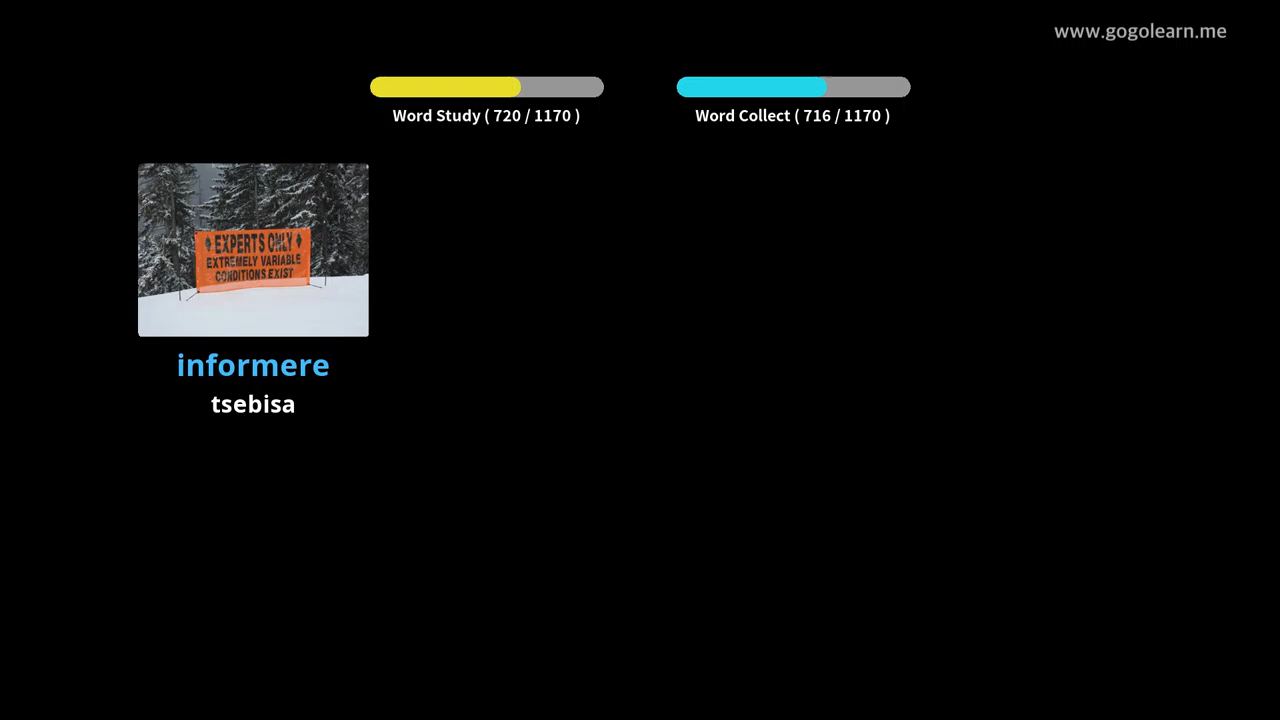 www.gogolearn.me
Word Study ( 720 / 1170 )
Word Collect ( 716 / 1170 )
EXPERTS ONLY
EXTREMELY VARIABLE
CONDITIONS EXIST
informere
tsebisa